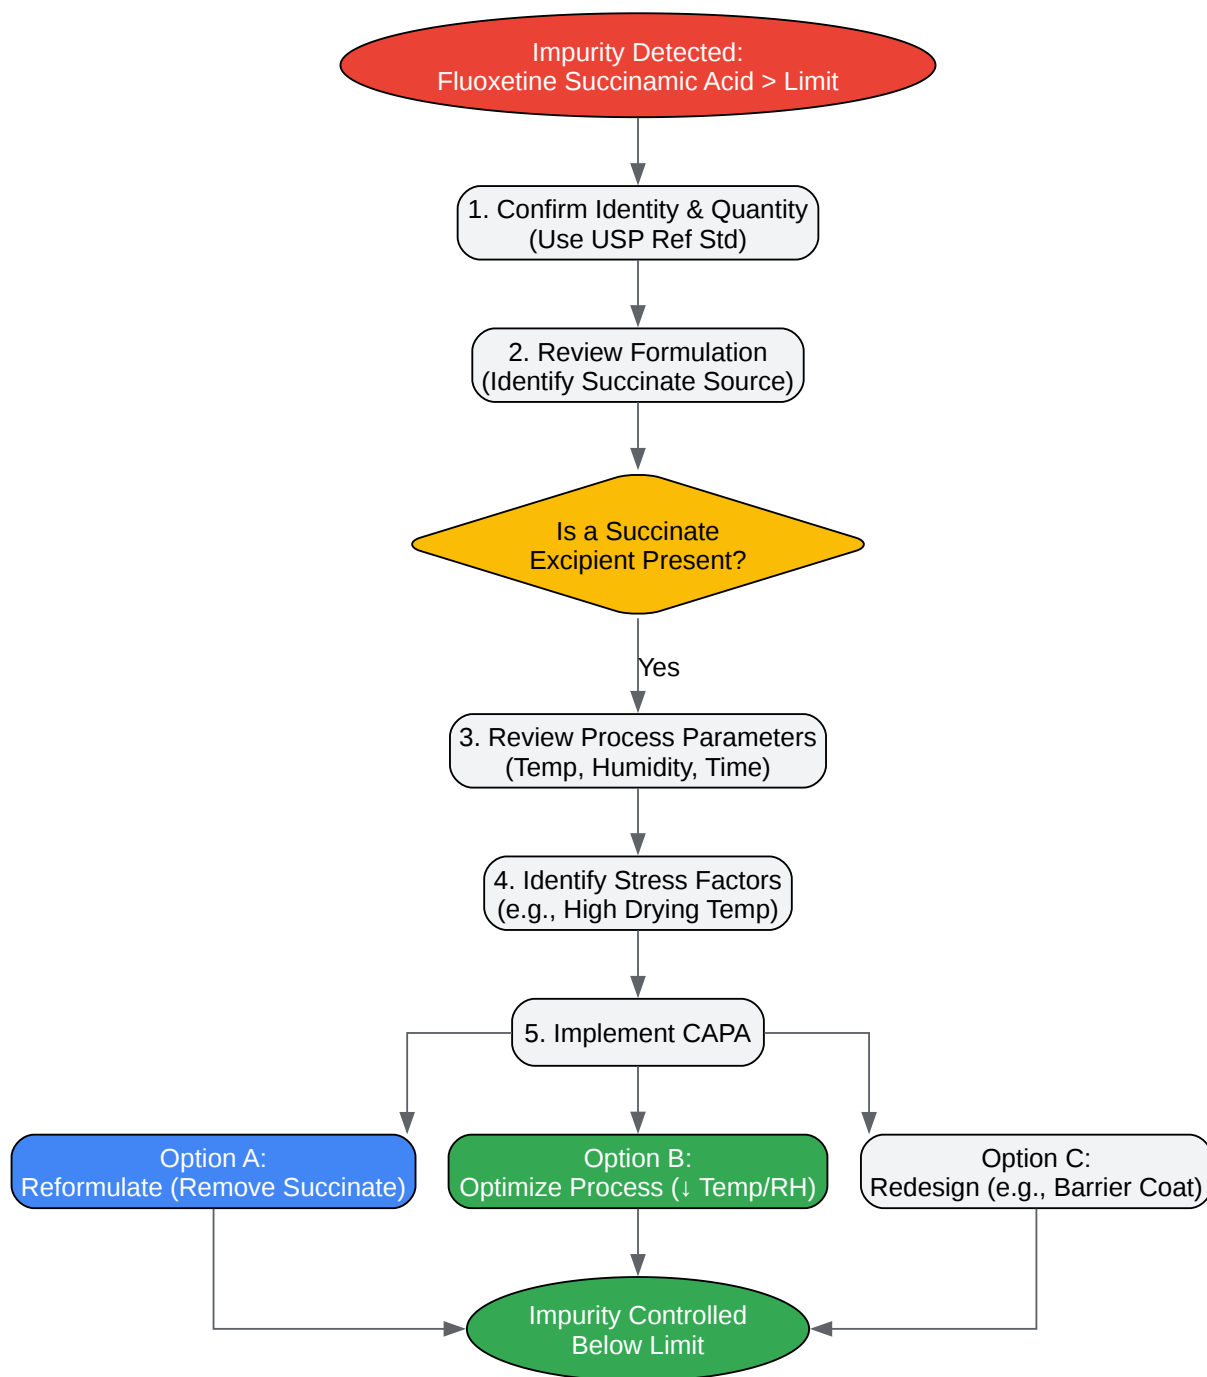 Impurity Detected:
Fluoxetine Succinamic Acid > Limit
1. Confirm Identity & Quantity
(Use USP Ref Std)
2. Review Formulation
(Identify Succinate Source)
Is a Succinate
Excipient Present?
Yes
3. Review Process Parameters
(Temp, Humidity, Time)
4. Identify Stress Factors
(e.g., High Drying Temp)
5. Implement CAPA
Option A:
Reformulate (Remove Succinate)
Option B:
Optimize Process (↓ Temp/RH)
Option C:
Redesign (e.g., Barrier Coat)
Impurity Controlled
Below Limit